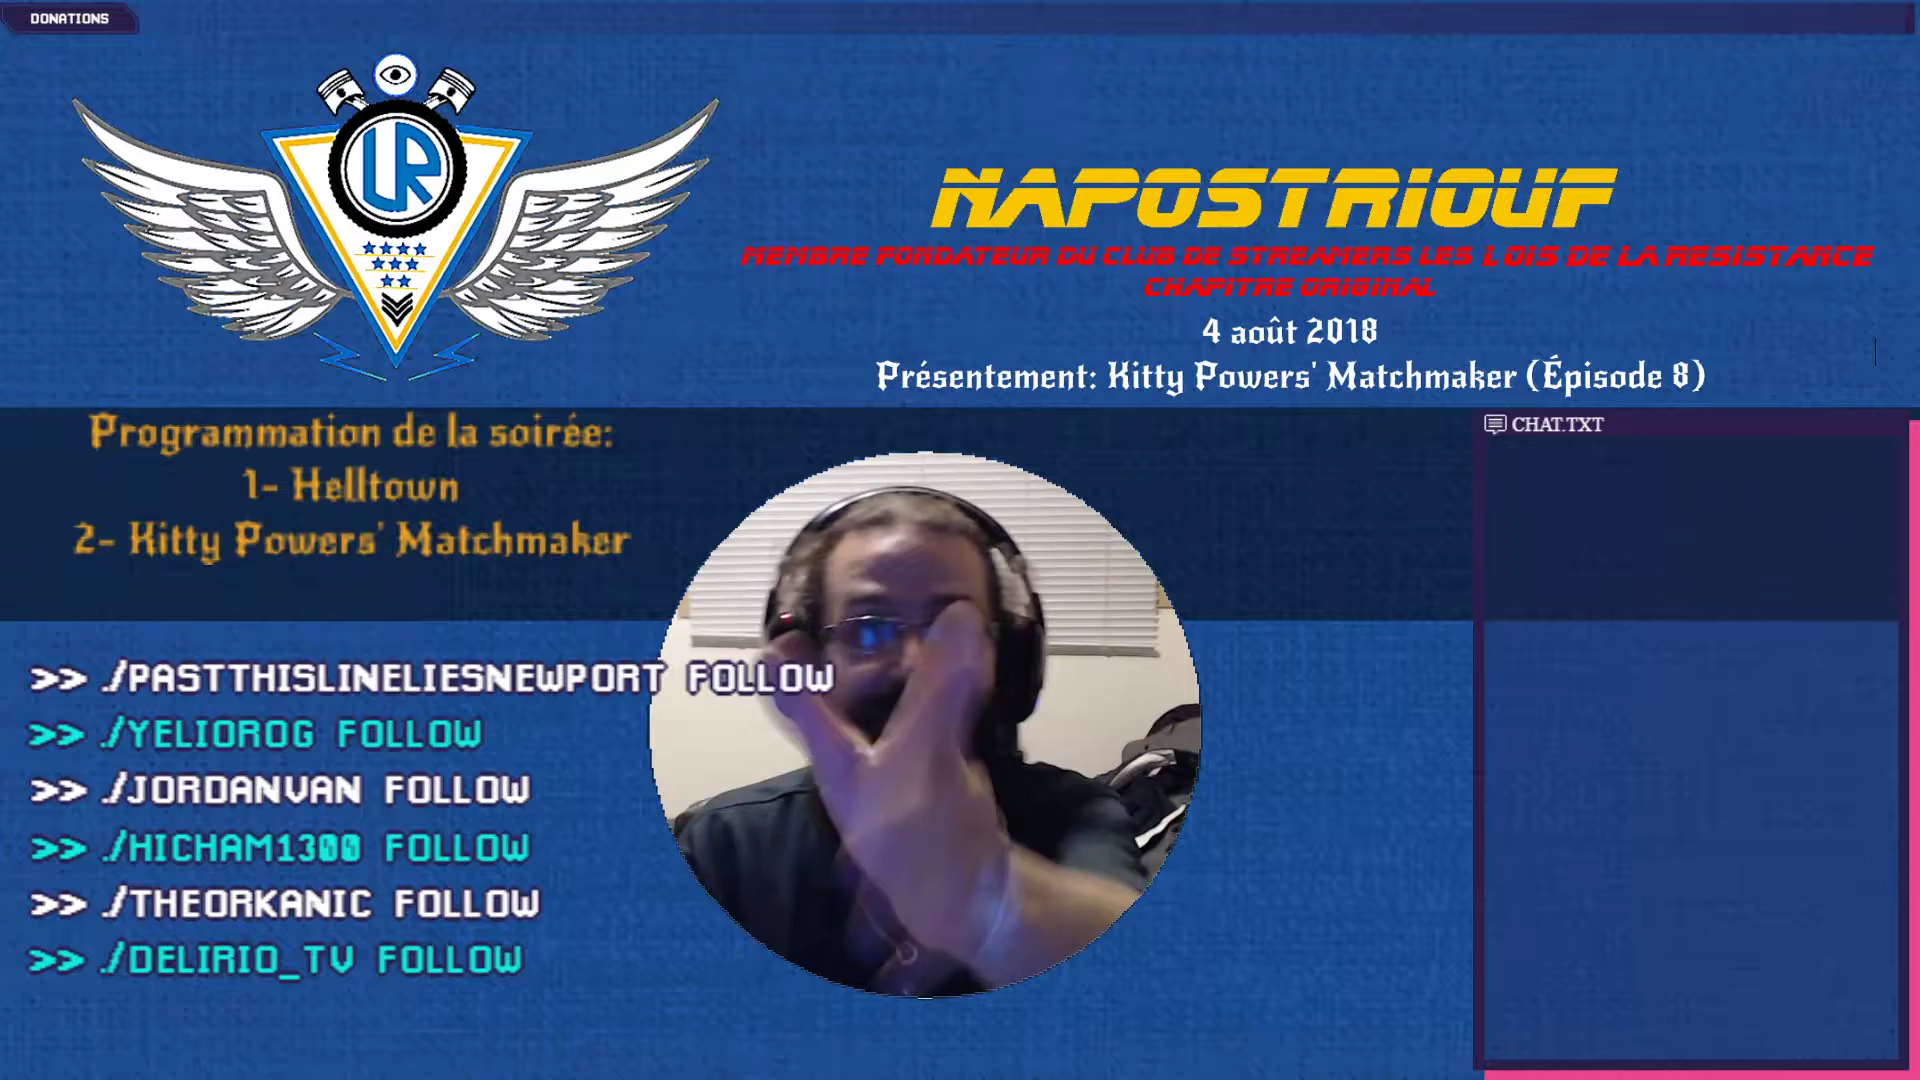 DONATIONS
LR
NAPOSTRIOUF
MEMBRE FONDATEUR DU CLUB DE STREAMERS LES LOIS DE LA RESISTANCE
CHAPITRE ORIGINAL
4 août 2018
Présentement: Kitty Powers' Matchmaker (Épisode 8)
Programmation de la soirée:
1- Helltown
2- Kitty Powers' Matchmaker
CHAT.TXT
>> ./PASTTHISLINELIESNEWPORT FOLLOW
>> ./YELIOROG FOLLOW
>> ./JORDANVAN FOLLOW
>> ./HICHAM1300 FOLLOW
>> ./THEORKANIC FOLLOW
>> ./DELIRIO_TV FOLLOW